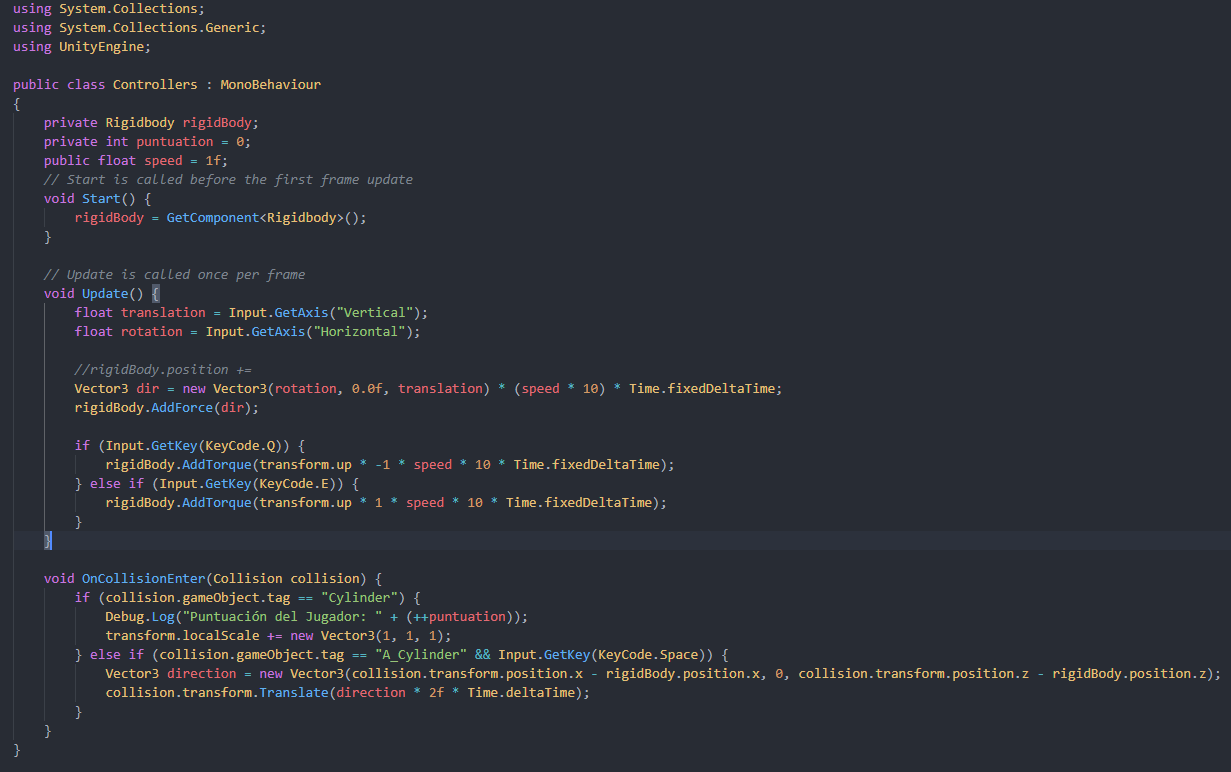 using System.Collections;
using System.Collections.Generic;
using UnityEngine;

public class Controllers : MonoBehaviour
{
    private Rigidbody rigidBody;
    private int puntuation = 0;
    public float speed = 1f;
    // Start is called before the first frame update
    void Start() {
        rigidBody = GetComponent<Rigidbody>();
    }

    // Update is called once per frame
    void Update() {
        float translation = Input.GetAxis("Vertical");
        float rotation = Input.GetAxis("Horizontal");

        //rigidBody.position +=
        Vector3 dir = new Vector3(rotation, 0.0f, translation) * (speed * 10) * Time.fixedDeltaTime;
        rigidBody.AddForce(dir);

        if (Input.GetKey(KeyCode.Q)) {
            rigidBody.AddTorque(transform.up * -1 * speed * 10 * Time.fixedDeltaTime);
        } else if (Input.GetKey(KeyCode.E)) {
            rigidBody.AddTorque(transform.up * 1 * speed * 10 * Time.fixedDeltaTime);
        }
    }

    void OnCollisionEnter(Collision collision) {
        if (collision.gameObject.tag == "Cylinder") {
            Debug.Log("Puntuación del Jugador: " + (++puntuation));
            transform.localScale += new Vector3(1, 1, 1);
        } else if (collision.gameObject.tag == "A_Cylinder" && Input.GetKey(KeyCode.Space)) {
            Vector3 direction = new Vector3(collision.transform.position.x - rigidBody.position.x, 0, collision.transform.position.z - rigidBody.position.z);
            collision.transform.Translate(direction * 2f * Time.deltaTime);
        }
    }
}